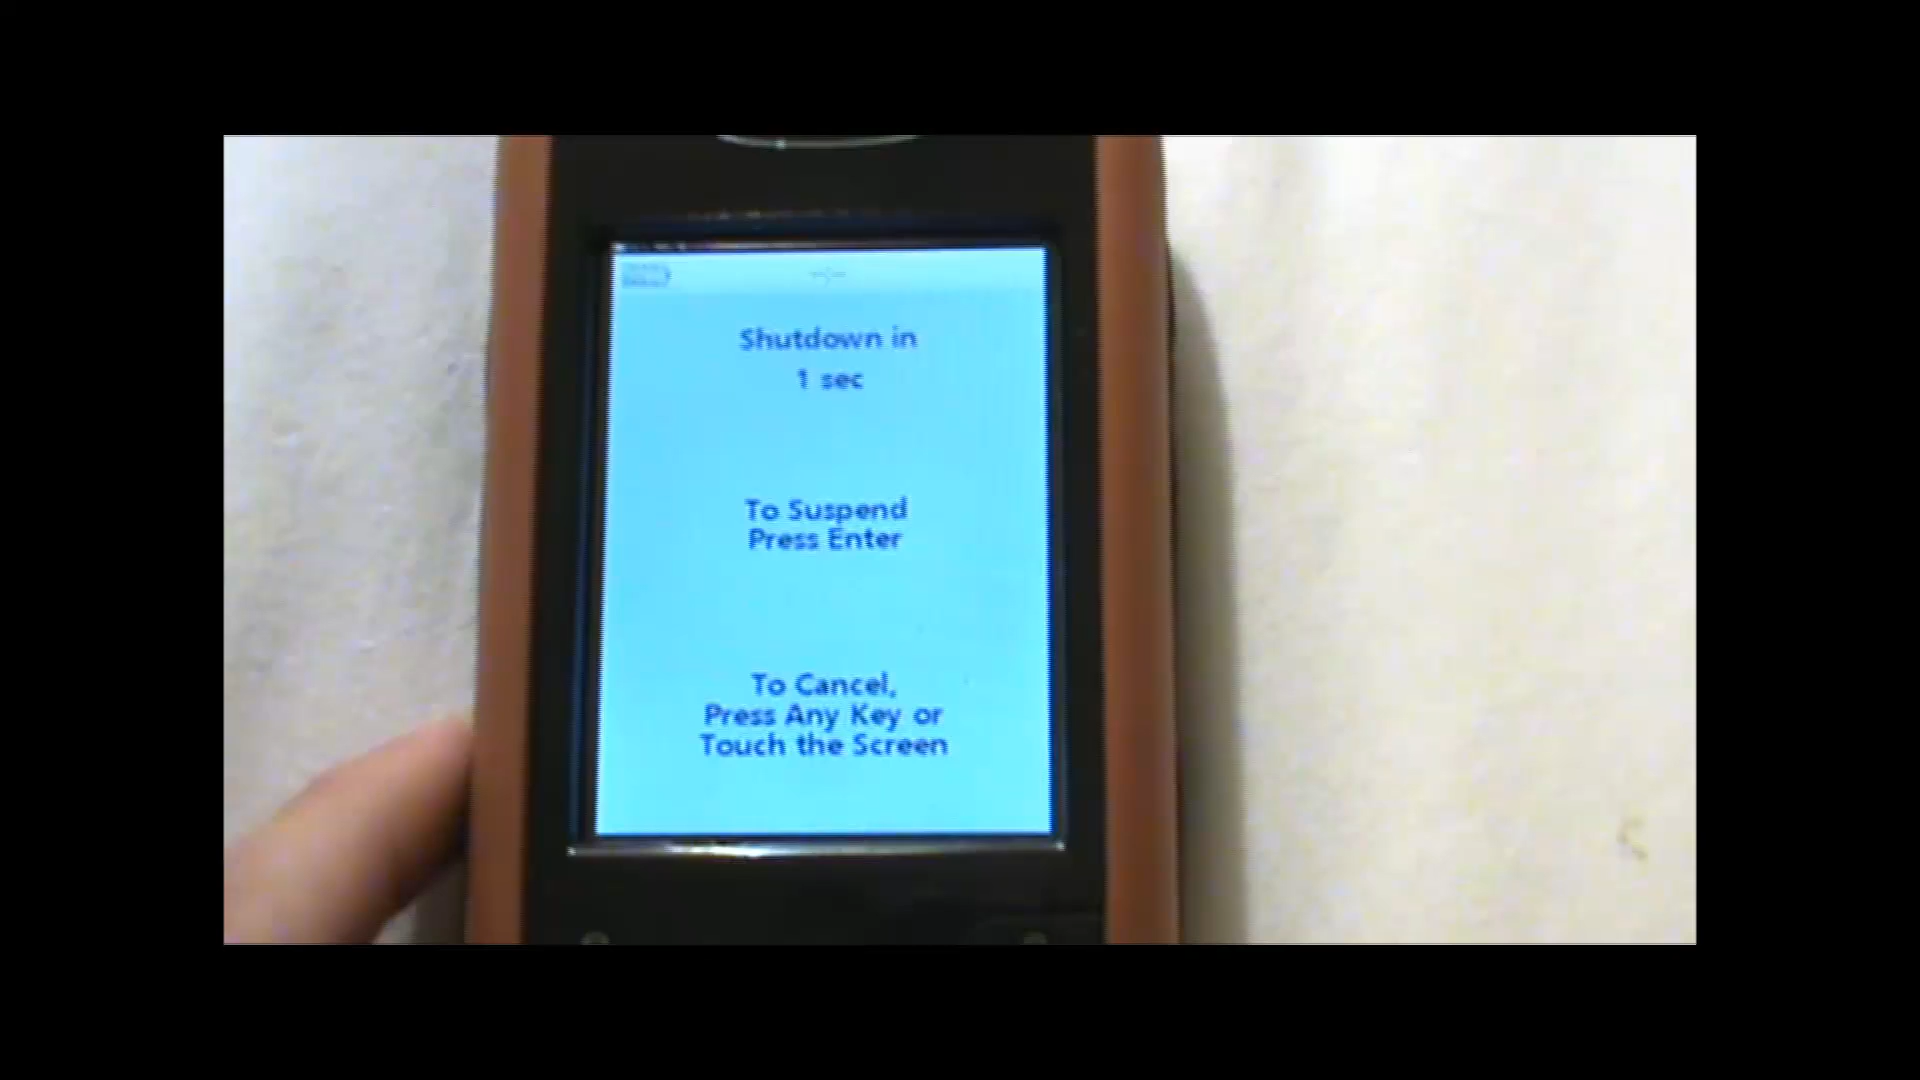 Shutdown in
1 sec
To Suspend
Press Enter
To Cancel,
Press Any Key or
Touch the Screen